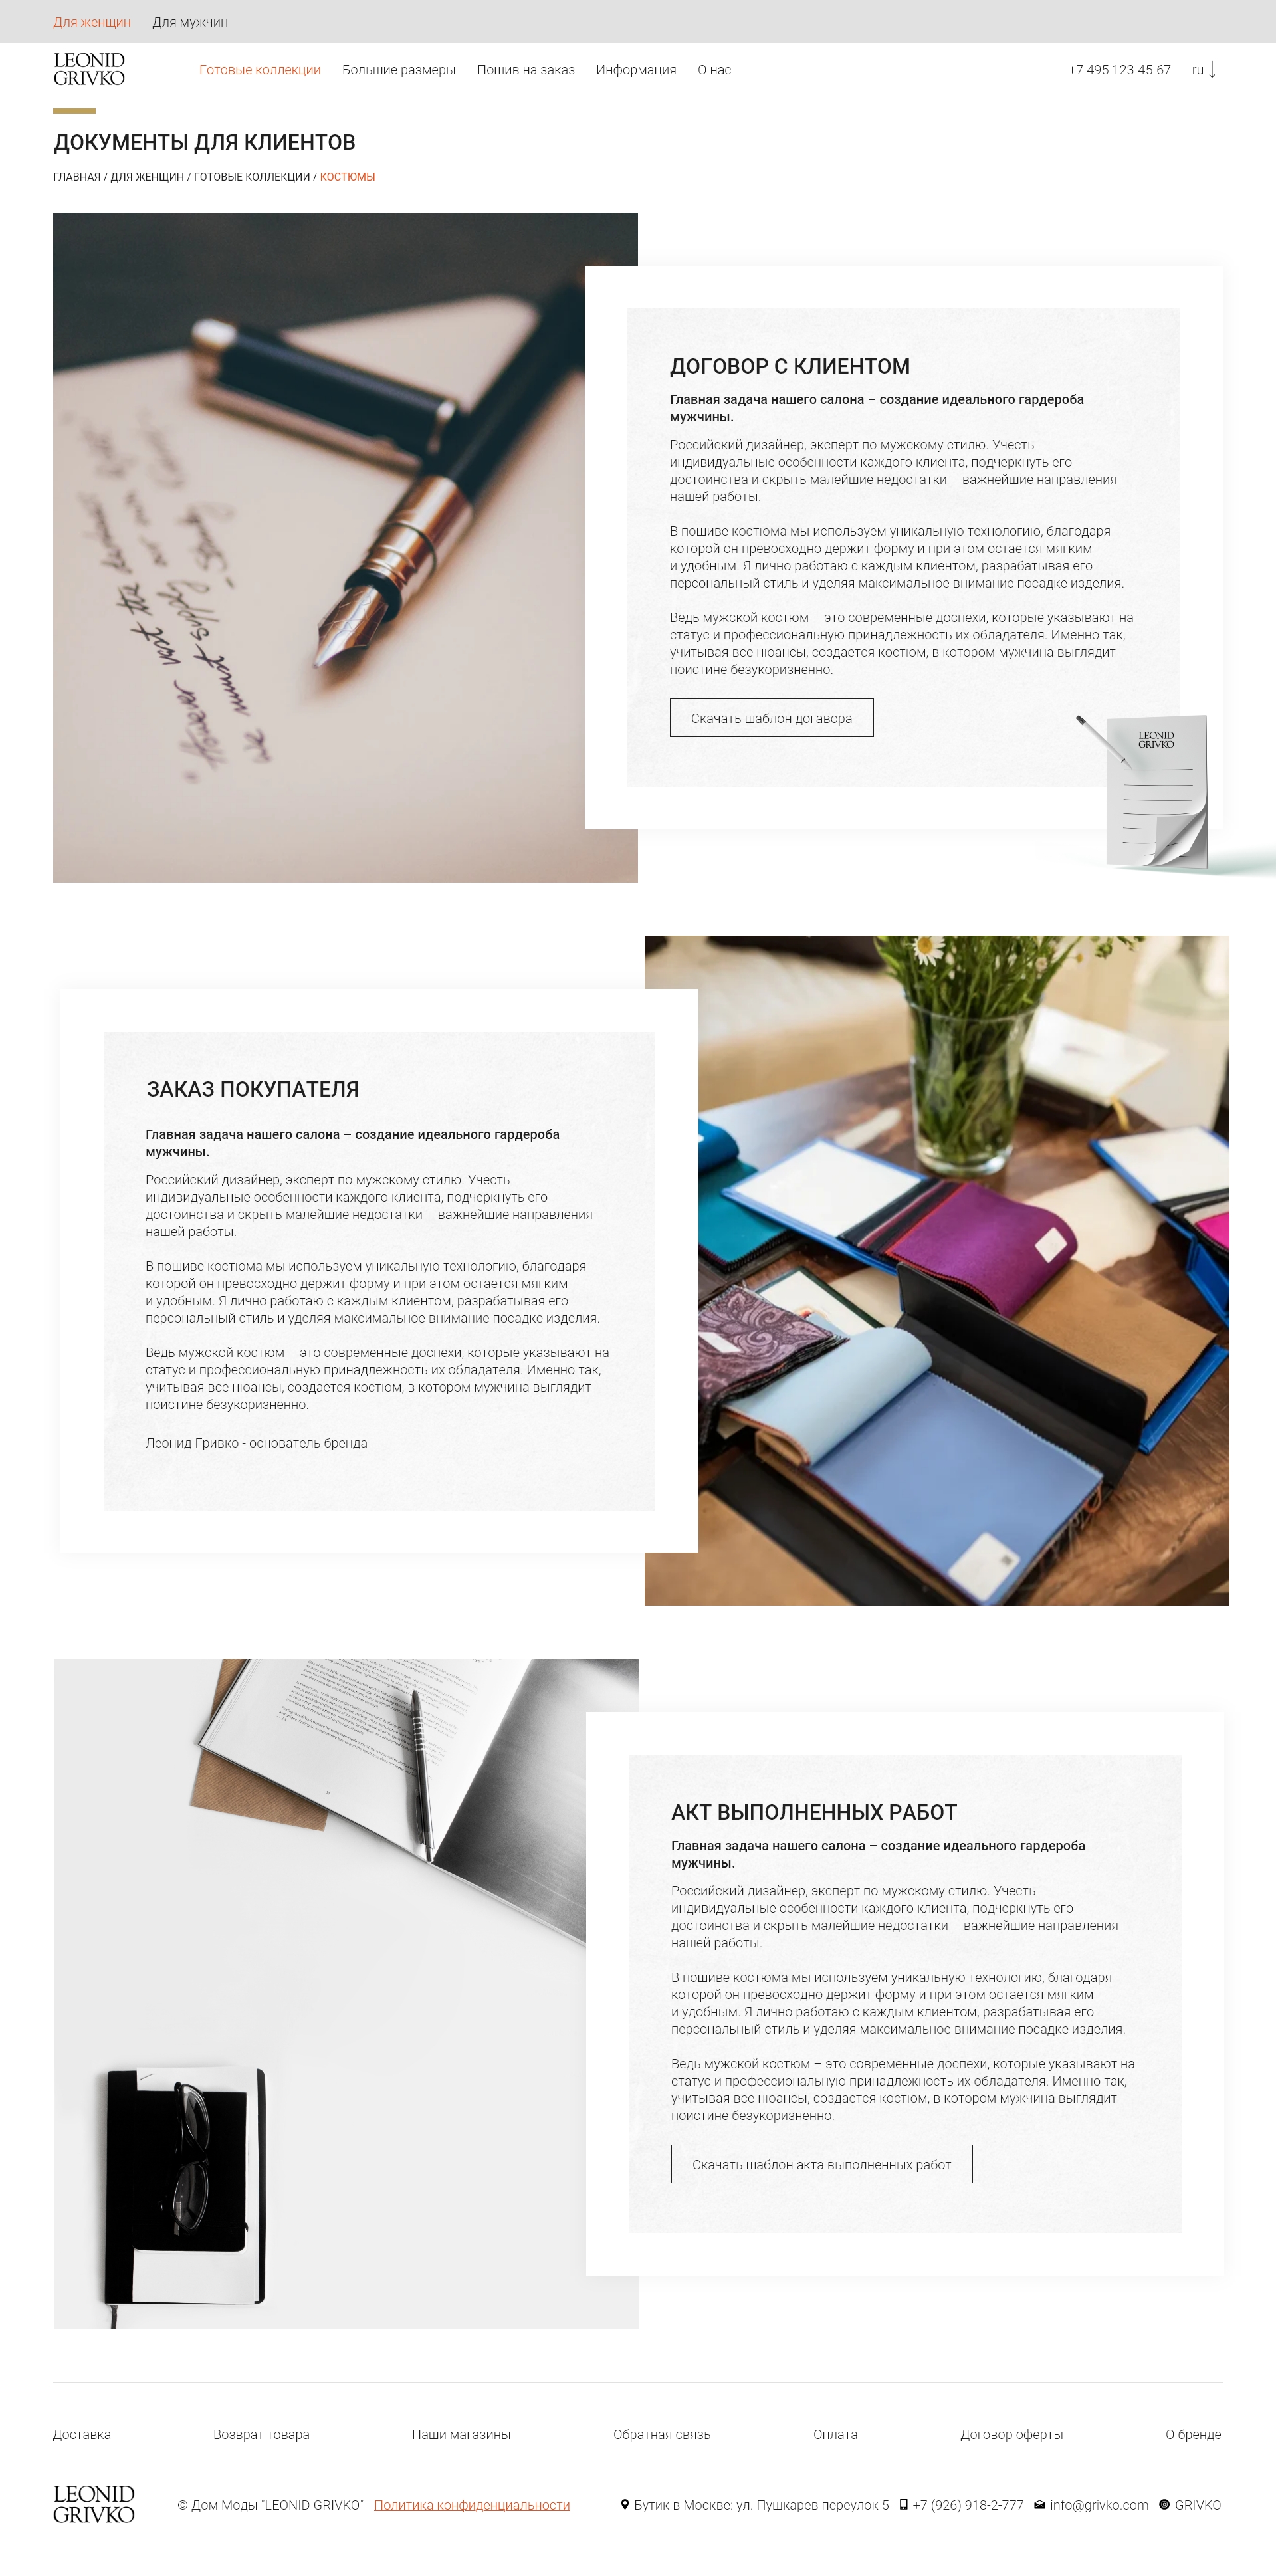 Для женщин Для мужчин
LEONID
GRIVKO
Готовые коллекции Большие размеры Пошив на заказ Информация О нас +7 495 123-45-67 ru
ДОКУМЕНТЫ ДЛЯ КЛИЕНТОВ
ГЛАВНАЯ / ДЛЯ ЖЕНЩИН / ГОТОВЫЕ КОЛЛЕКЦИИ / КОСТЮМЫ
ДОГОВОР С КЛИЕНТОМ
Главная задача нашего салона – создание идеального гардероба
мужчины.
Российский дизайнер, эксперт по мужскому стилю. Учесть
индивидуальные особенности каждого клиента, подчеркнуть его
достоинства и скрыть малейшие недостатки – важнейшие направления
нашей работы.
В пошиве костюма мы используем уникальную технологию, благодаря
которой он превосходно держит форму и при этом остается мягким
и удобным. Я лично работаю с каждым клиентом, разрабатывая его
персональный стиль и уделяя максимальное внимание посадке изделия.
Ведь мужской костюм – это современные доспехи, которые указывают на
статус и профессиональную принадлежность их обладателя. Именно так,
учитывая все нюансы, создается костюм, в котором мужчина выглядит
поистине безукоризненно.
Скачать шаблон догавора
LEONID
GRIVKO
ЗАКАЗ ПОКУПАТЕЛЯ
Главная задача нашего салона – создание идеального гардероба
мужчины.
Российский дизайнер, эксперт по мужскому стилю. Учесть
индивидуальные особенности каждого клиента, подчеркнуть его
достоинства и скрыть малейшие недостатки – важнейшие направления
нашей работы.
В пошиве костюма мы используем уникальную технологию, благодаря
которой он превосходно держит форму и при этом остается мягким
и удобным. Я лично работаю с каждым клиентом, разрабатывая его
персональный стиль и уделяя максимальное внимание посадке изделия.
Ведь мужской костюм – это современные доспехи, которые указывают на
статус и профессиональную принадлежность их обладателя. Именно так,
учитывая все нюансы, создается костюм, в котором мужчина выглядит
поистине безукоризненно.
Леонид Гривко - основатель бренда
АКТ ВЫПОЛНЕННЫХ РАБОТ
Главная задача нашего салона – создание идеального гардероба
мужчины.
Российский дизайнер, эксперт по мужскому стилю. Учесть
индивидуальные особенности каждого клиента, подчеркнуть его
достоинства и скрыть малейшие недостатки – важнейшие направления
нашей работы.
В пошиве костюма мы используем уникальную технологию, благодаря
которой он превосходно держит форму и при этом остается мягким
и удобным. Я лично работаю с каждым клиентом, разрабатывая его
персональный стиль и уделяя максимальное внимание посадке изделия.
Ведь мужской костюм – это современные доспехи, которые указывают на
статус и профессиональную принадлежность их обладателя. Именно так,
учитывая все нюансы, создается костюм, в котором мужчина выглядит
поистине безукоризненно.
Скачать шаблон акта выполненных работ
Доставка Возврат товара Наши магазины Обратная связь Оплата Договор оферты О бренде
LEONID
GRIVKO
© Дом Моды "LEONID GRIVKO" Политика конфиденциальности Бутик в Москве: ул. Пушкарев переулок 5 +7 (926) 918-2-777 info@grivko.com GRIVKO